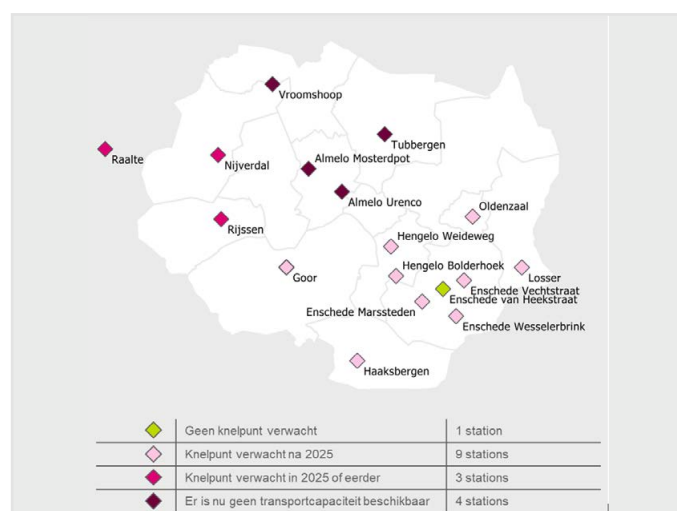 Vroomshoop
Tubbergen
Raalte
Nijverdal
Almelo Mosterdpot
Almelo Urenco
Oldenzaal
Rijssen
Hengelo Weideweg
Hengelo Bolderhoek
Goor
Losser
Enschede Vechtstraat
Enschede van Heekstraat
Enschede Marssteden
Enschede Wesselerbrink
Haaksbergen
Geen knelpunt verwacht 1 station
Knelpunt verwacht na 2025 9 stations
Knelpunt verwacht in 2025 of eerder 3 stations
Er is nu geen transportcapaciteit beschikbaar 4 stations